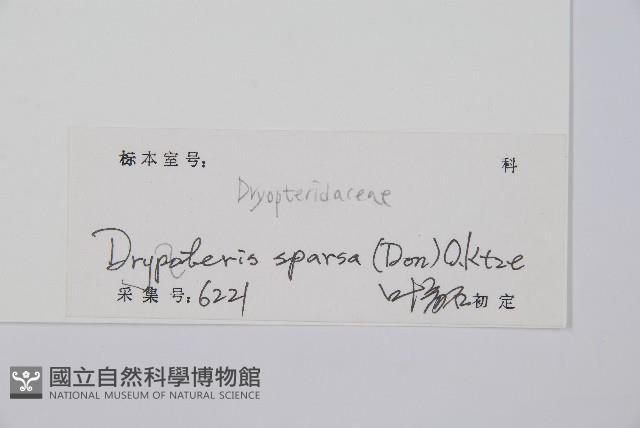 标本室号： 科
Dryopteridaceae
Drypoteris sparsa (Don) O.Ktze
采集号：6221 初定
國立自然科學博物館
NATIONAL MUSEUM OF NATURAL SCIENCE